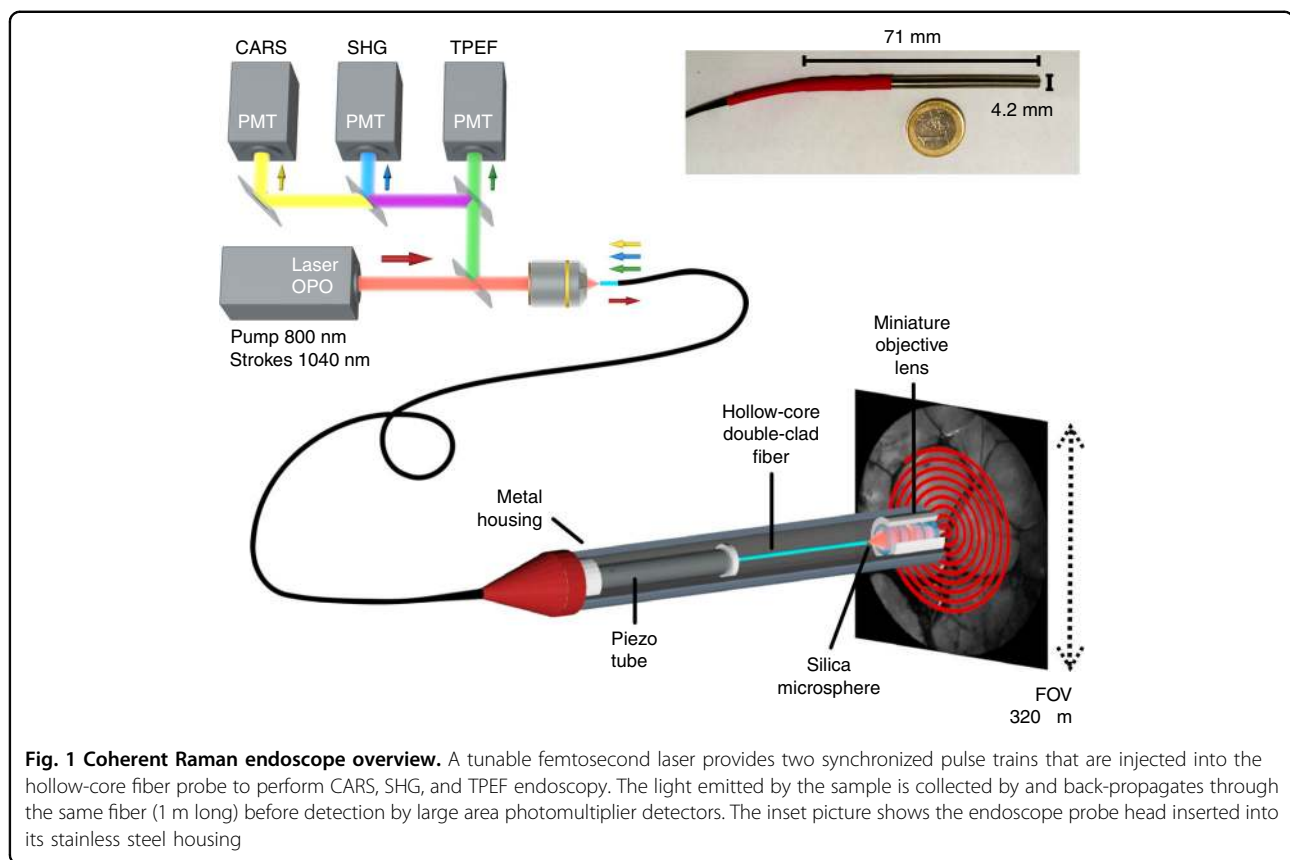 CARS
SHG
TPEF
PMT
PMT
PMT
71 mm
4.2 mm
Laser
OPO
Pump 800 nm
Strokes 1040 nm
Miniature
objective
lens
Hollow-core
double-clad
fiber
Metal
housing
Piezo
tube
Silica
microsphere
FOV
320 m
Fig. 1 Coherent Raman endoscope overview. A tunable femtosecond laser provides two synchronized pulse trains that are injected into the
hollow-core fiber probe to perform CARS, SHG, and TPEF endoscopy. The light emitted by the sample is collected by and back-propagates through
the same fiber (1 m long) before detection by large area photomultiplier detectors. The inset picture shows the endoscope probe head inserted into
its stainless steel housing